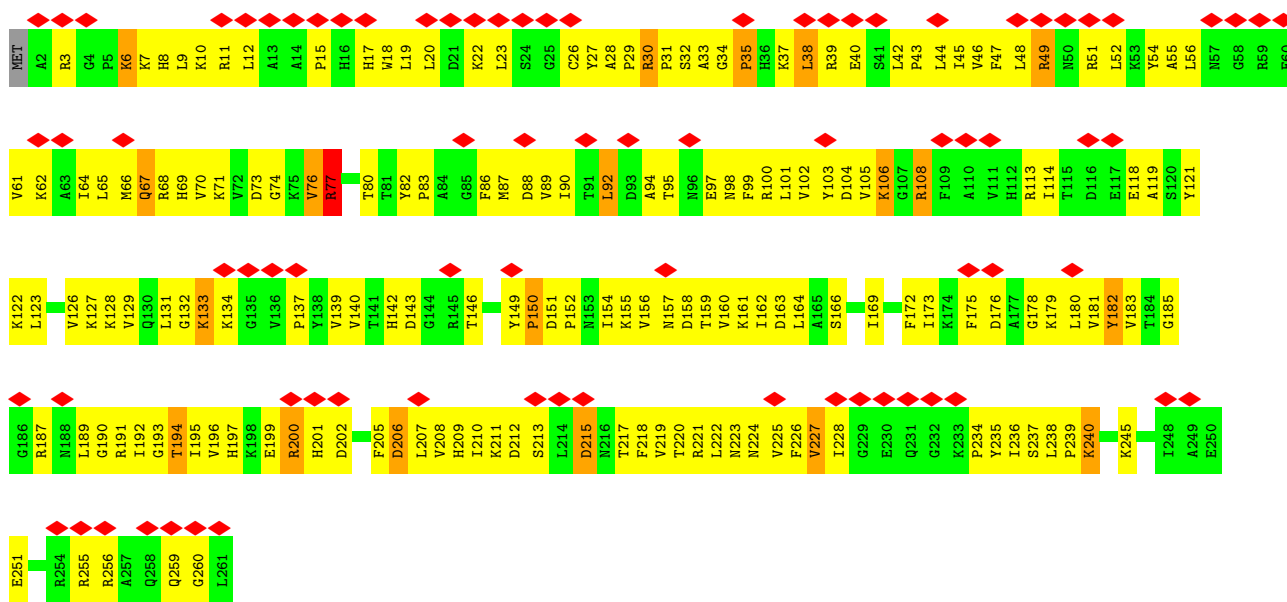 MET A2 R3 G4 P5 K6 K7 H8 L9 K10 R11 L12 A13 A14 P15 H16 H17 W18 L19 L20 D21 K22 L23 S24 G25 C26 Y27 A28 P29 R30 P31 S32 A33 G34 P35 H36 K37 L38 R39 E40 S41 L42 P43 L44 I45 V46 F47 L48 R49 N50 R51 L52 K53 Y54 A55 L56 N57 G58 R59 E60
V61 K62 A63 I64 L65 M66 Q67 R68 H69 V70 K71 V72 D73 G74 K75 V76 R77 T80 T81 Y82 P83 A84 G85 F86 M87 D88 V89 I90 T91 L92 D93 A94 T95 N96 E97 N98 F99 R100 L101 V102 Y103 D104 V105 K106 G107 R108 F109 A110 V111 H112 R113 I114 T115 D116 E117 E118 A119 S120 Y121
K122 L123 V126 K127 K128 V129 Q130 L131 G132 K133 K134 G135 V136 P137 Y138 V139 V140 T141 H142 D143 G144 R145 T146 Y149 P150 D151 P152 N153 I154 K155 V156 N157 D158 T159 V160 K161 I162 D163 L164 A165 S166 I169 F172 I173 K174 F175 D176 A177 G178 K179 L180 V181 Y182 V183 T184 G185
G186 R187 N188 L189 G190 R191 I192 G193 T194 I195 V196 H197 K198 E199 R200 H201 D202 F205 D206 L207 V208 H209 I210 K211 D212 S213 L214 D215 N216 T217 F218 V219 T220 R221 L222 N223 N224 V225 F226 V227 I228 G229 E230 Q231 G232 K233 P234 Y235 I236 S237 L238 P239 K240 K245 I248 A249 E250
E251 R254 R255 R256 A257 Q258 Q259 G260 L261